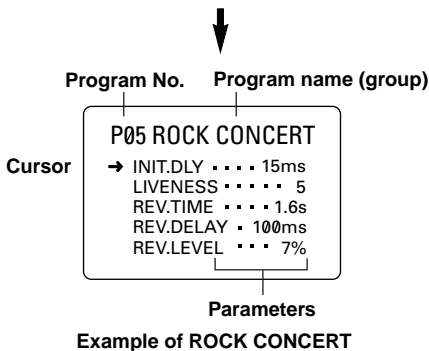 Program No. Program name (group)
P05 ROCK CONCERT
Cursor ➜ INIT.DLY ···· 15ms
LIVENESS ····· 5
REV.TIME ···· 1.6s
REV.DELAY · 100ms
REV.LEVEL ··· 7%
Parameters
Example of ROCK CONCERT